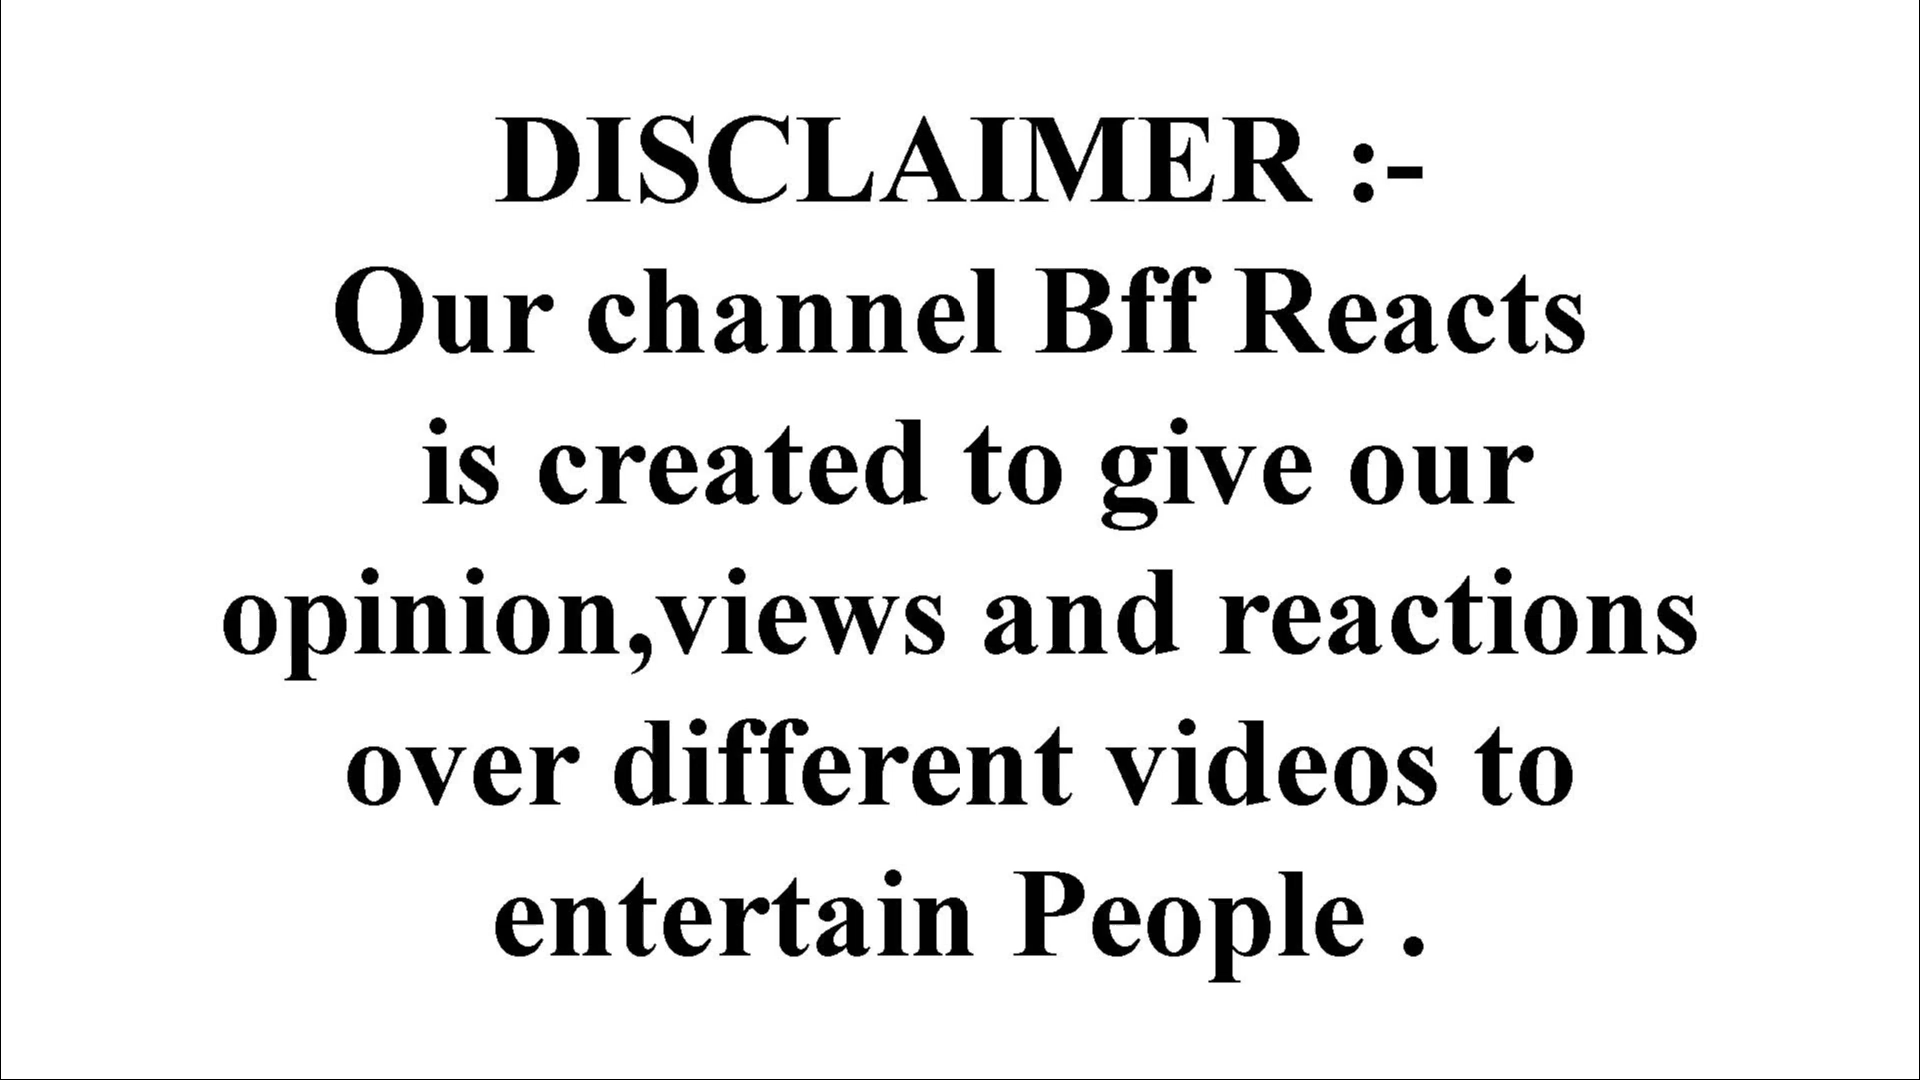 DISCLAIMER :-
Our channel Bff Reacts
is created to give our
opinion,views and reactions
over different videos to
entertain People .